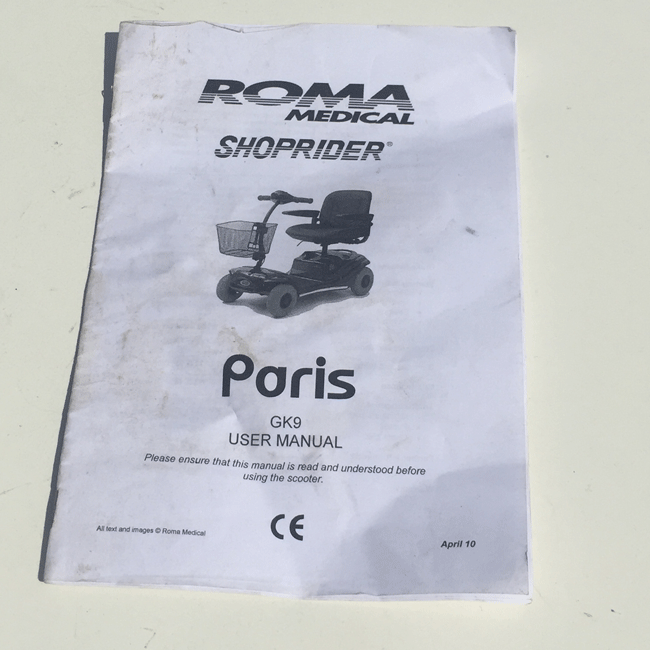 ROMA
MEDICAL
SHOPRIDER®
Paris
GK9
USER MANUAL
Please ensure that this manual is read and understood before
using the scooter.
CE
All text and images © Roma Medical
April 10